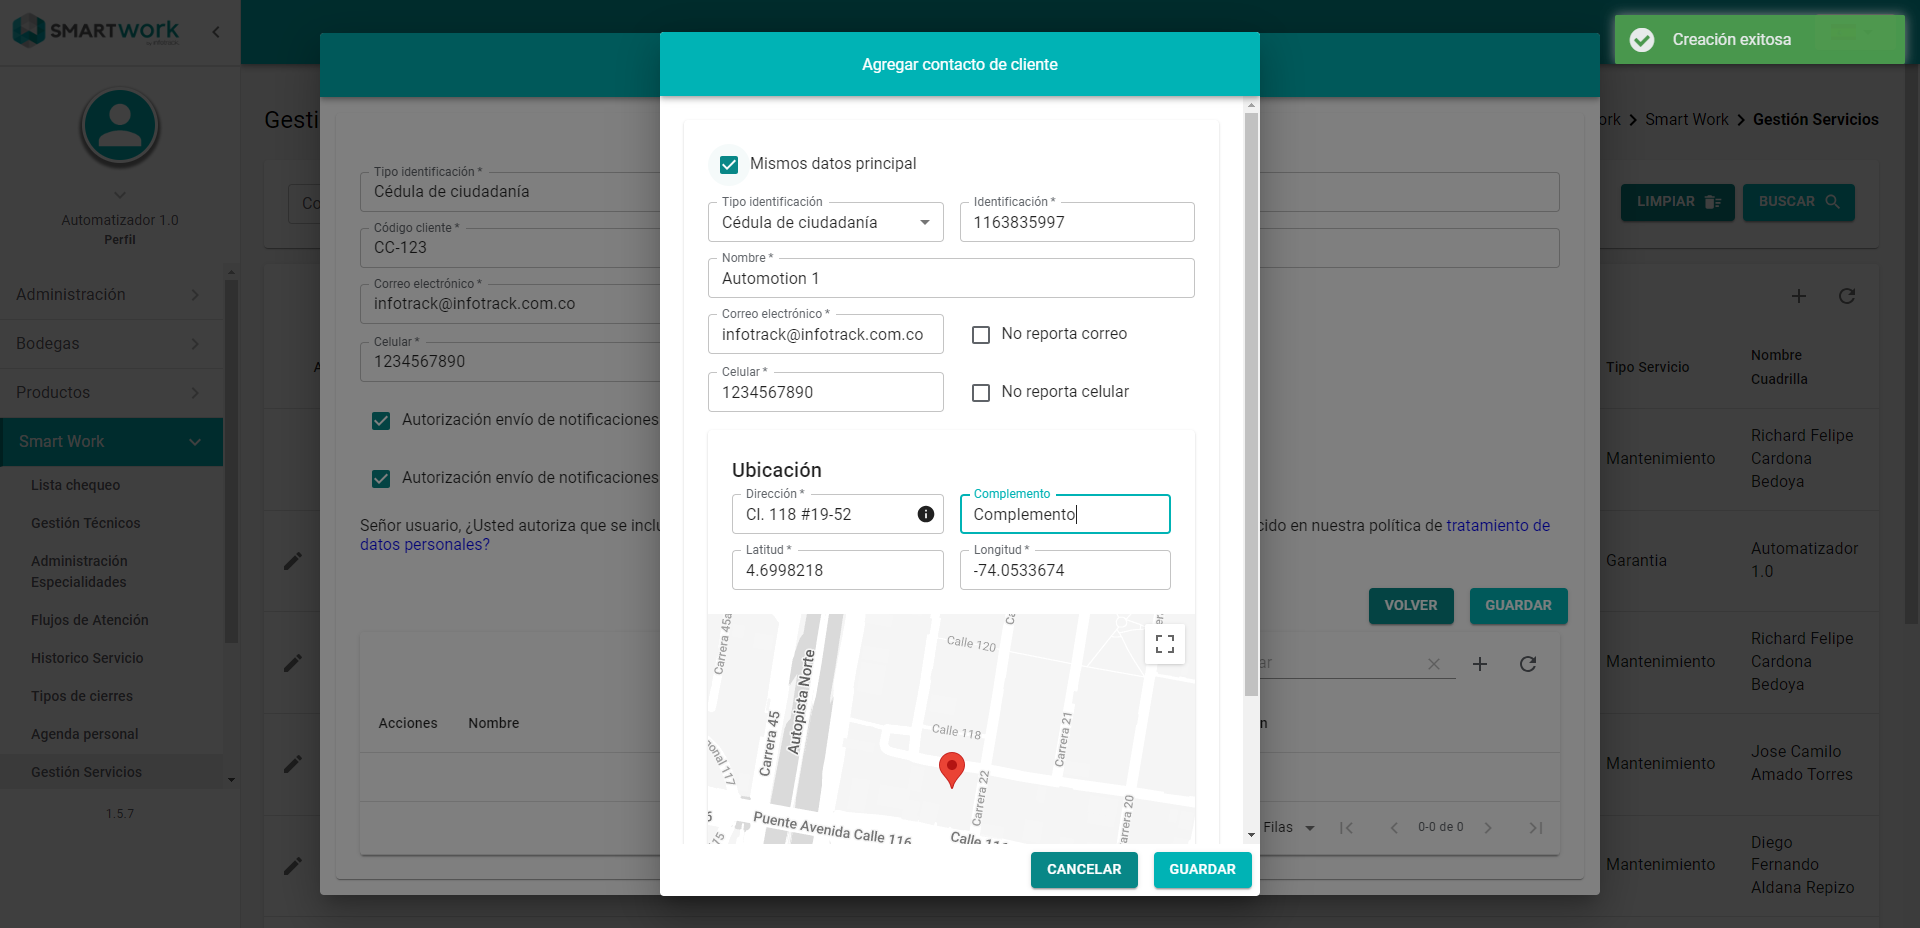 SMARTWORK
Creación exitosa
Agregar contacto de cliente
Gesti
ork > Smart Work > Gestión Servicios
Automatizador 1.0
Perfil
Administración
Bodegas
Productos
Smart Work
Lista chequeo
Gestión Técnicos
Administración
Especialidades
Flujos de Atención
Historico Servicio
Tipos de cierres
Agenda personal
Gestión Servicios
1.5.7
Co
LIMPIAR
BUSCAR
Tipo identificación *
Cédula de ciudadanía
Código cliente *
CC-123
Correo electrónico *
infotrack@infotrack.com.co
Celular *
1234567890
Autorización envío de notificaciones
Autorización envío de notificaciones
Señor usuario, ¿Usted autoriza que se inclu
cido en nuestra política de tratamiento de
datos personales?
VOLVER
GUARDAR
ar
Acciones
Nombre
n
Filas
0-0 de 0
Mismos datos principal
Tipo identificación
Cédula de ciudadanía
Identificación *
1163835997
Nombre *
Automotion 1
Correo electrónico *
infotrack@infotrack.com.co
No reporta correo
Celular *
1234567890
No reporta celular
Ubicación
Dirección *
Cl. 118 #19-52
Complemento
Complemento
Latitud *
4.6998218
Longitud *
-74.0533674
Carrera 45a
Calle 120
Autopista Norte
Carrera 45
Calle 118
Carrera 21
Carrera 22
onal 117
Carrera 20
Puente Avenida Calle 116
CANCELAR
GUARDAR
A
Tipo Servicio
Nombre
Cuadrilla
Mantenimiento
Richard Felipe
Cardona
Bedoya
Garantia
Automatizador
1.0
Mantenimiento
Richard Felipe
Cardona
Bedoya
Mantenimiento
Jose Camilo
Amado Torres
Mantenimiento
Diego
Fernando
Aldana Repizo